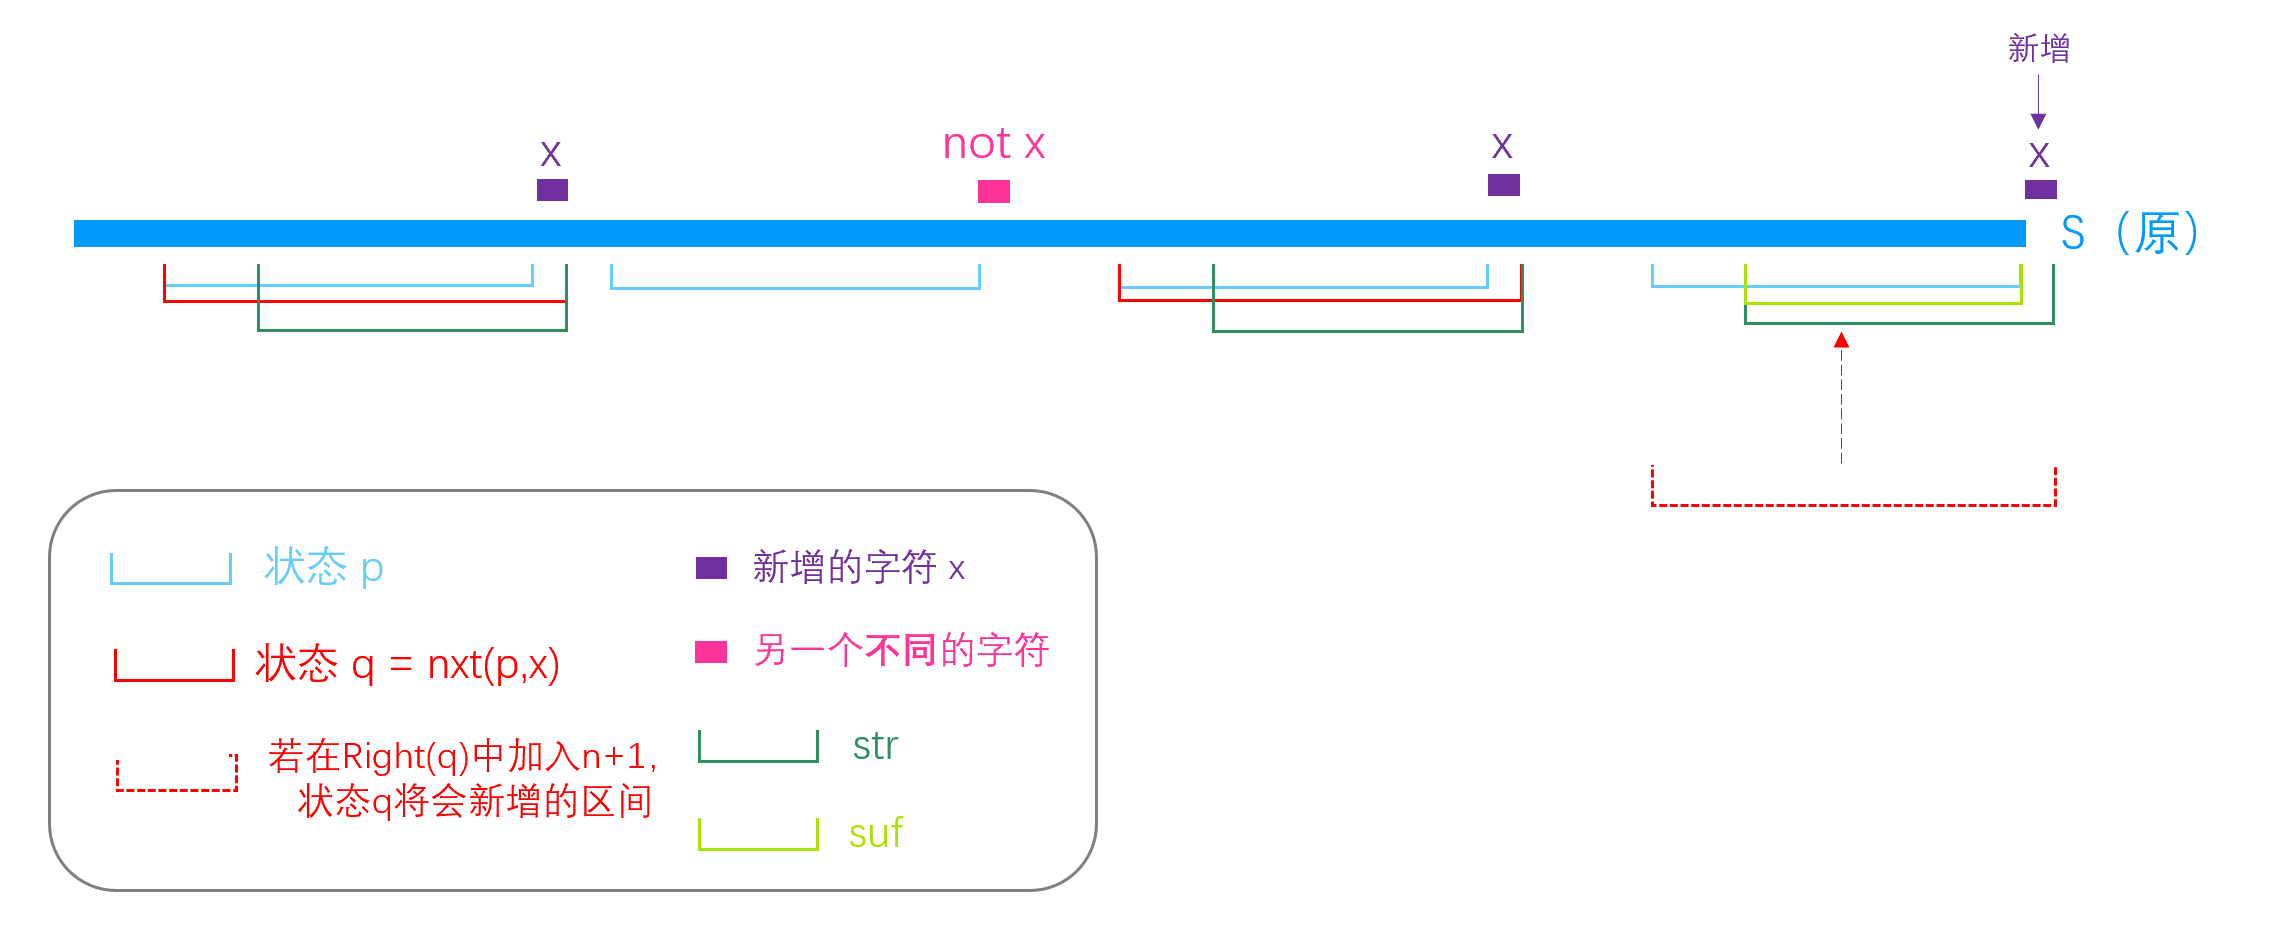 新增
x
not x
x
x
S（原）
状态 p
新增的字符 x
状态 q = nxt(p,x)
另一个不同的字符
若在Right(q)中加入n+1,
状态q将会新增的区间
str
suf